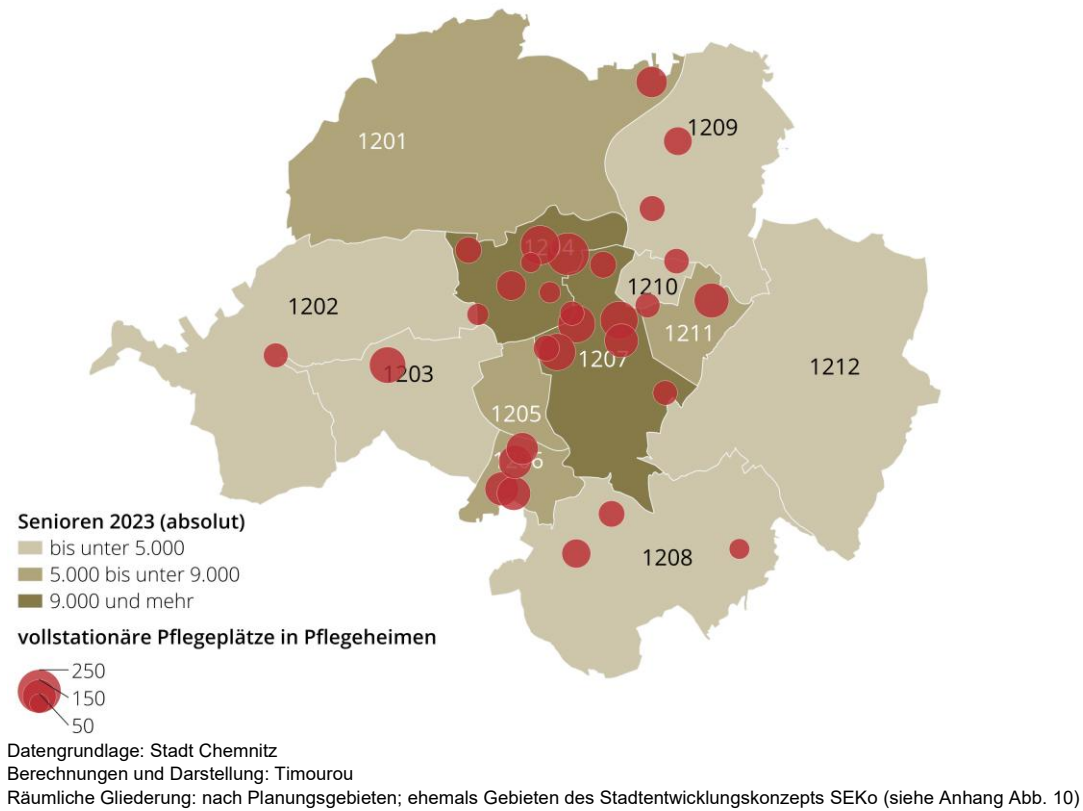 1201
1209
1204
1210
1202
1211
1207
1203
1212
1205
1206
1208
Senioren 2023 (absolut)
bis unter 5.000
5.000 bis unter 9.000
9.000 und mehr
vollstationäre Pflegeplätze in Pflegeheimen
250
150
50
Datengrundlage: Stadt Chemnitz
Berechnungen und Darstellung: Timourou
Räumliche Gliederung: nach Planungsgebieten; ehemals Gebieten des Stadtentwicklungskonzepts SEKo (siehe Anhang Abb. 10)